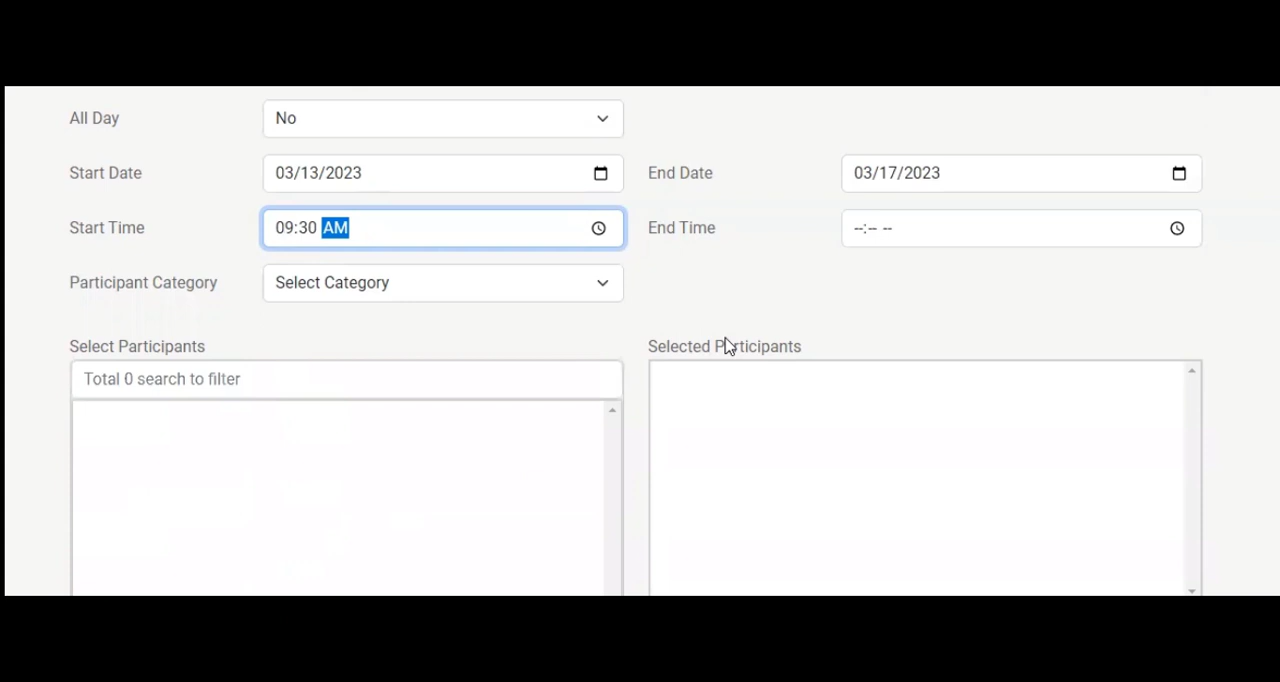 All Day No
Start Date 03/13/2023 End Date 03/17/2023
Start Time 09:30 AM End Time --:-- --
Participant Category Select Category
Select Participants Selected Participants
Total 0 search to filter